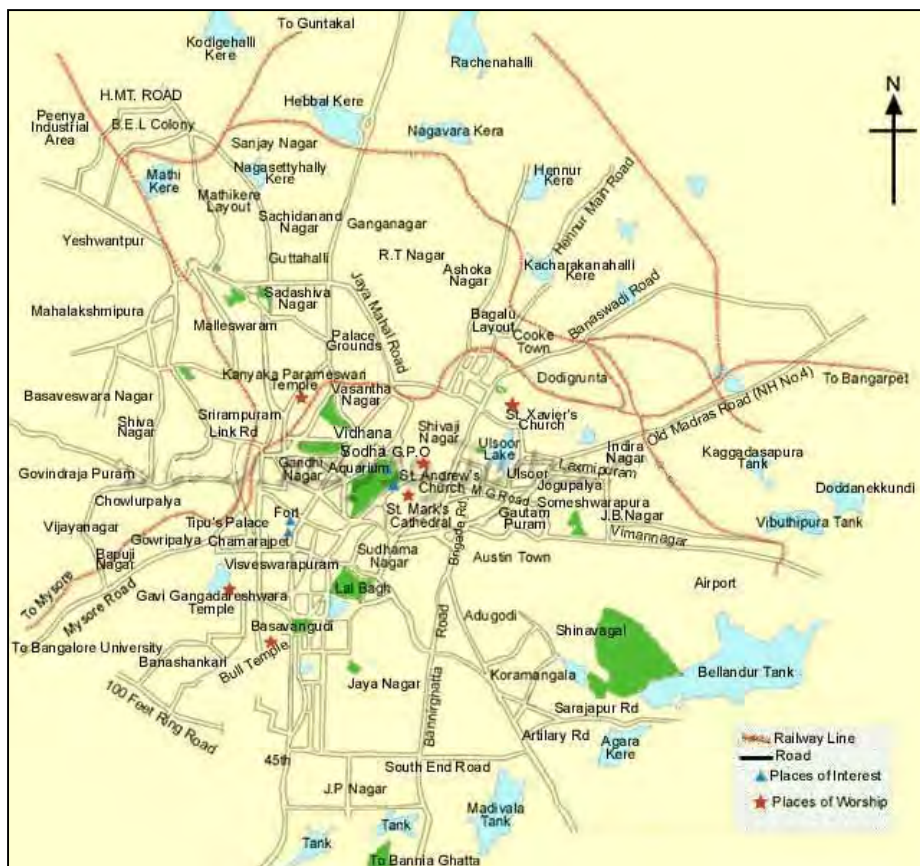 To Guntakal
Kodigehalli
Kere
Rachenahalli
N
H.M.T. ROAD
Hebbal Kere
Peenya
Industrial
Area
B.E.L Colony
Nagavara Kera
Sanjay Nagar
Mathi
Kere
Nagasettyhally
Kere
Hennur
Kere
Hennur Main Road
Mathikere
Layout
Sachidanand
Nagar
Ganganagar
Yeshwantpur
Guttahalli
R.T Nagar
Ashoka
Nagar
Kacharakanahalli
Kere
Sadashiva
Nagar
Jaya Mahal Road
Banaswadi Road
Mahalakshmipura
Malleswaram
Bagalu
Layout
Palace
Grounds
Cooke
Town
Kanyaka Parameswari
Temple
Dodigrunta
To Bangarpet
Basaveswara Nagar
Vasantha
Nagar
Old Madras Road (NH No.4)
Srirampuram
Link Rd
St. Xavier's
Church
Shiva
Nagar
Vidhana
Sodha
Shivaji
Nagar
Ulsoor
Lake
Indira
Nagar
G.P.O
Kaggadasapura
Tank
Govindraja Puram
Gandhi
Nagar
Aquarium
St. Andrew's
Church
Ulsoor
Laxmipuram
Jogupalya
M G Road
Doddanekkundi
Chowlurpalya
St. Mark's
Cathedral
Someshwarapura
Vijayanagar
Tipu's Palace
Fort
Brigade Rd
Gautam
Puram
J.B.Nagar
Vibuthipura Tank
Gowripalya
Chamarajpet
Vimannagar
Bapuji
Nagar
Sudhama
Nagar
Austin Town
Visveswarapuram
To Mysore
Mysore Road
Lal Bagh
Airport
Gavi Gangadareshwara
Temple
Adugodi
Basavangudi
Shinavagal
To Bangalore University
Banashankari
Bull Temple
Koramangala
Bellandur Tank
Jaya Nagar
Bannirghatta Road
100 Feet Ring Road
Sarajapur Rd
Artilary Rd
Agara
Kere
45th
South End Road
J.P Nagar
Madivala
Tank
Tank
Tank
To Bannia Ghatta
Railway Line
Road
Places of Interest
Places of Worship